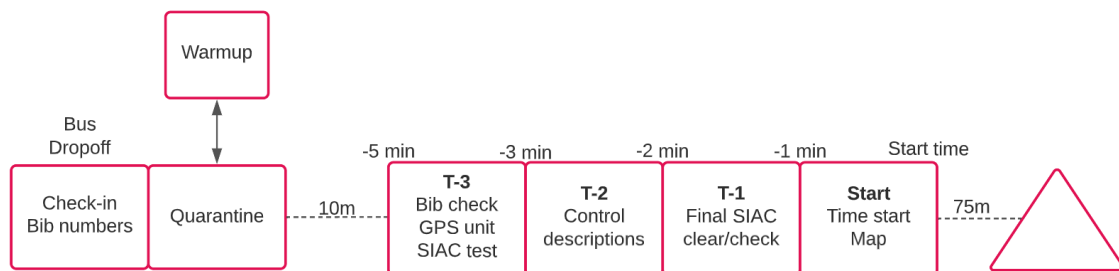 Warmup
Bus
Dropoff
Check-in
Bib numbers
Quarantine
10m
-5 min
T-3
Bib check
GPS unit
SIAC test
-3 min
T-2
Control
descriptions
-2 min
T-1
Final SIAC
clear/check
-1 min
Start
Time start
Map
Start time
75m